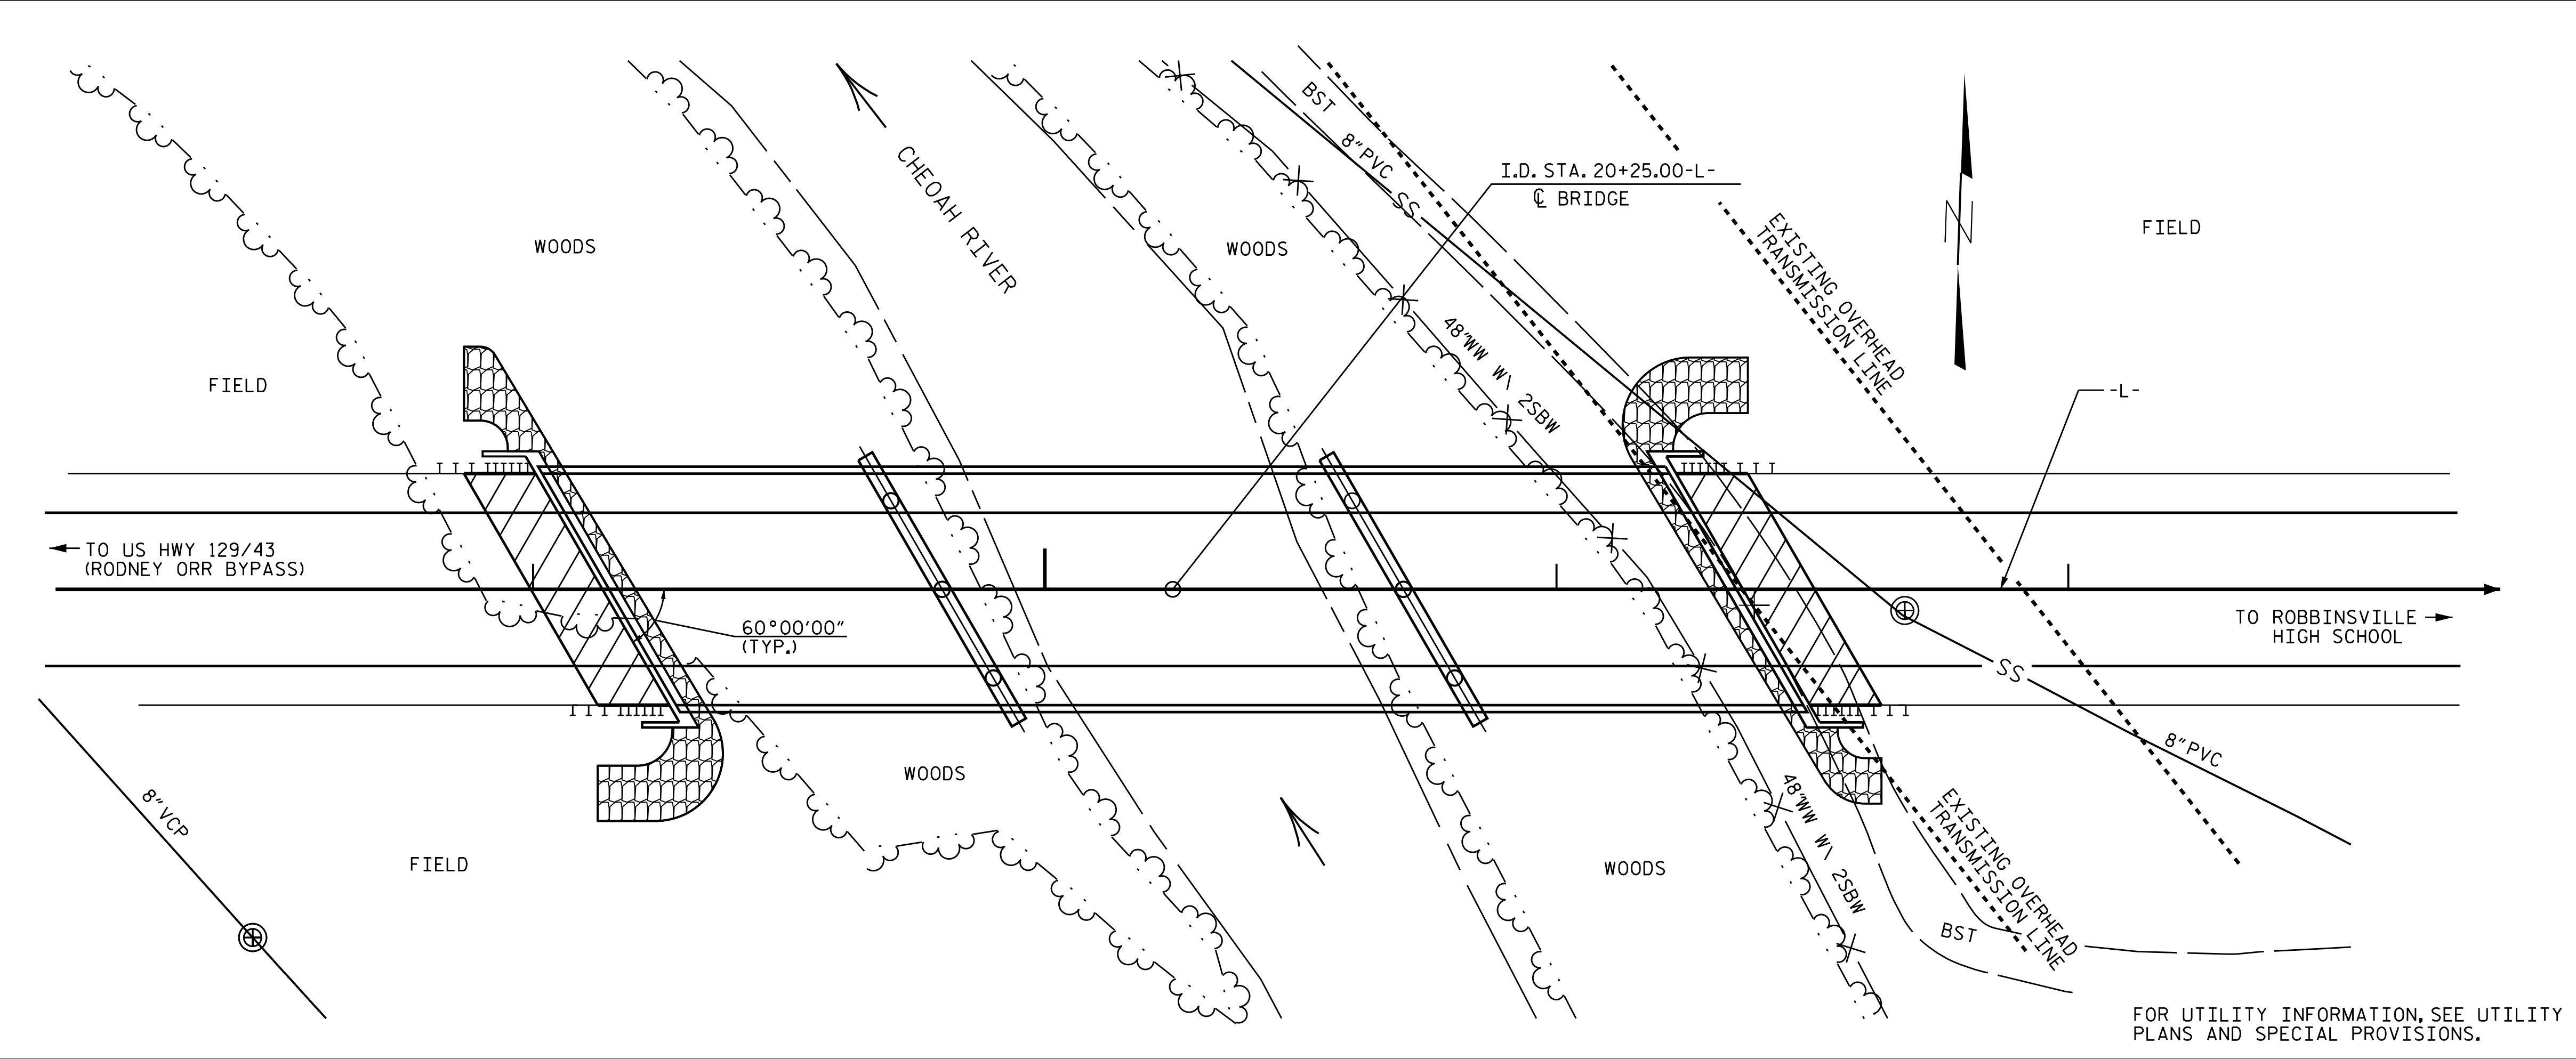 BST
8"PVC
SS
CHEOAH RIVER
I.D. STA. 20+25.00-L-
℄ BRIDGE
N
FIELD
WOODS
WOODS
EXISTING OVERHEAD
TRANSMISSION LINE
48"WW W\ 2SBW
FIELD
-L-
TO US HWY 129/43
(RODNEY ORR BYPASS)
60°00'00"
(TYP.)
TO ROBBINSVILLE
HIGH SCHOOL
SS
8"PVC
8"VCP
WOODS
48"WW W\ 2SBW
EXISTING OVERHEAD
TRANSMISSION LINE
FIELD
WOODS
BST
FOR UTILITY INFORMATION, SEE UTILITY
PLANS AND SPECIAL PROVISIONS.